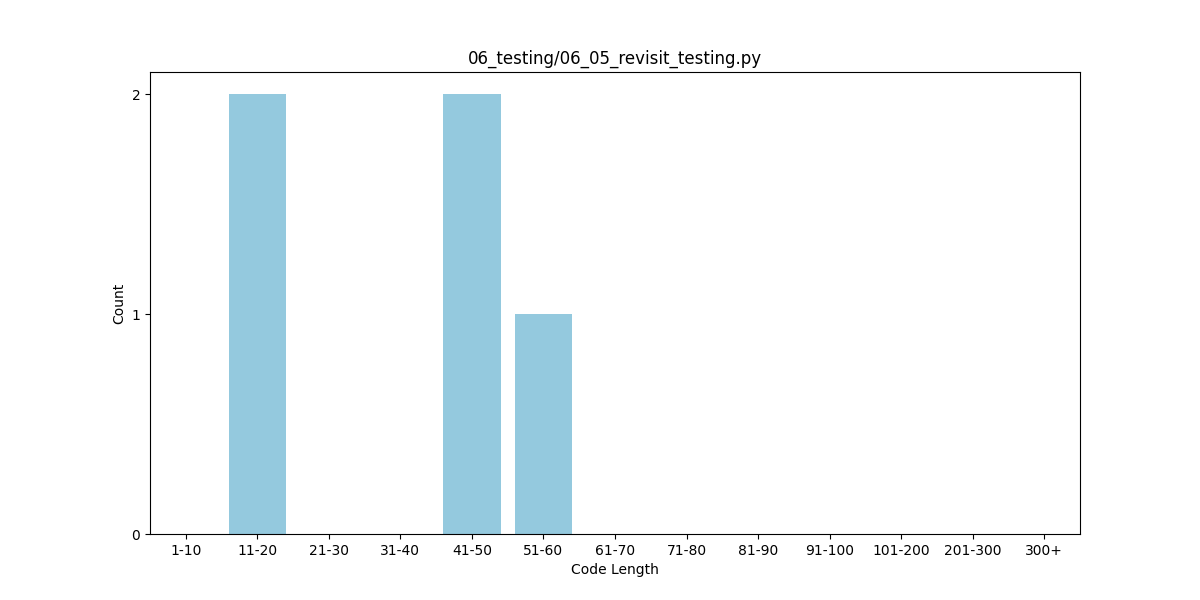 06_testing/06_05_revisit_testing.py
Count
2
1
0
1-10 11-20 21-30 31-40 41-50 51-60 61-70 71-80 81-90 91-100 101-200 201-300 300+
Code Length